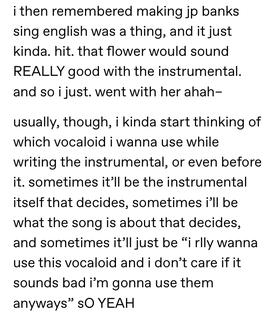 i then remembered making jp banks
sing english was a thing, and it just
kinda. hit. that flower would sound
REALLY good with the instrumental.
and so i just. went with her ahah–
usually, though, i kinda start thinking of
which vocaloid i wanna use while
writing the instrumental, or even before
it. sometimes it’ll be the instrumental
itself that decides, sometimes i’ll be
what the song is about that decides,
and sometimes it’ll just be “i rlly wanna
use this vocaloid and i don’t care if it
sounds bad i’m gonna use them
anyways” sO YEAH